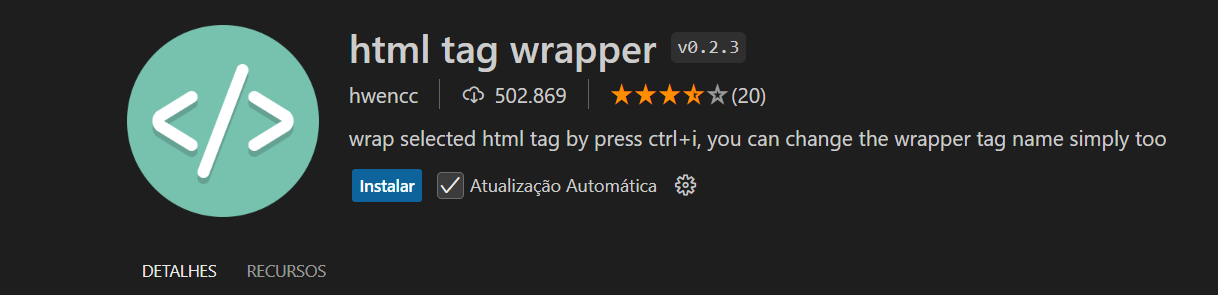 html tag wrapper v0.2.3
hwencc 502.869 (20)
wrap selected html tag by press ctrl+i, you can change the wrapper tag name simply too
Instalar Atualização Automática
DETALHES RECURSOS